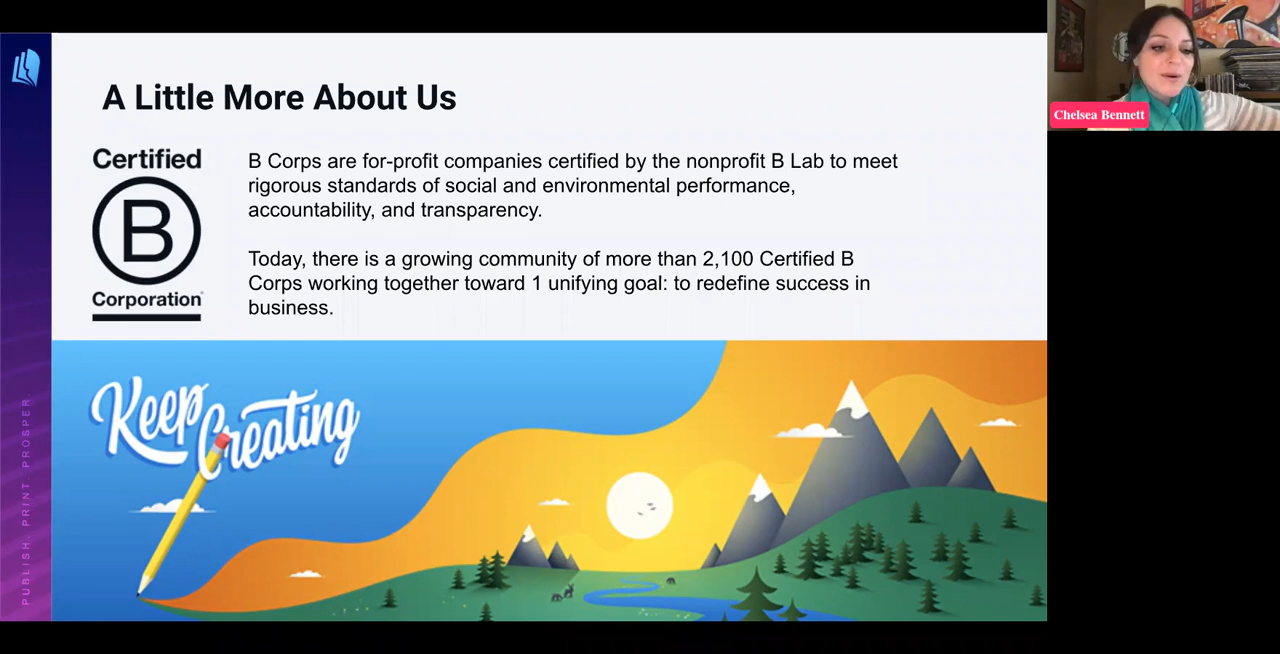 A Little More About Us
Certified
B
Corporation
B Corps are for-profit companies certified by the nonprofit B Lab to meet
rigorous standards of social and environmental performance,
accountability, and transparency.
Today, there is a growing community of more than 2,100 Certified B
Corps working together toward 1 unifying goal: to redefine success in
business.
Keep
Creating
PUBLISH. PRINT. PROSPER.
Chelsea Bennett